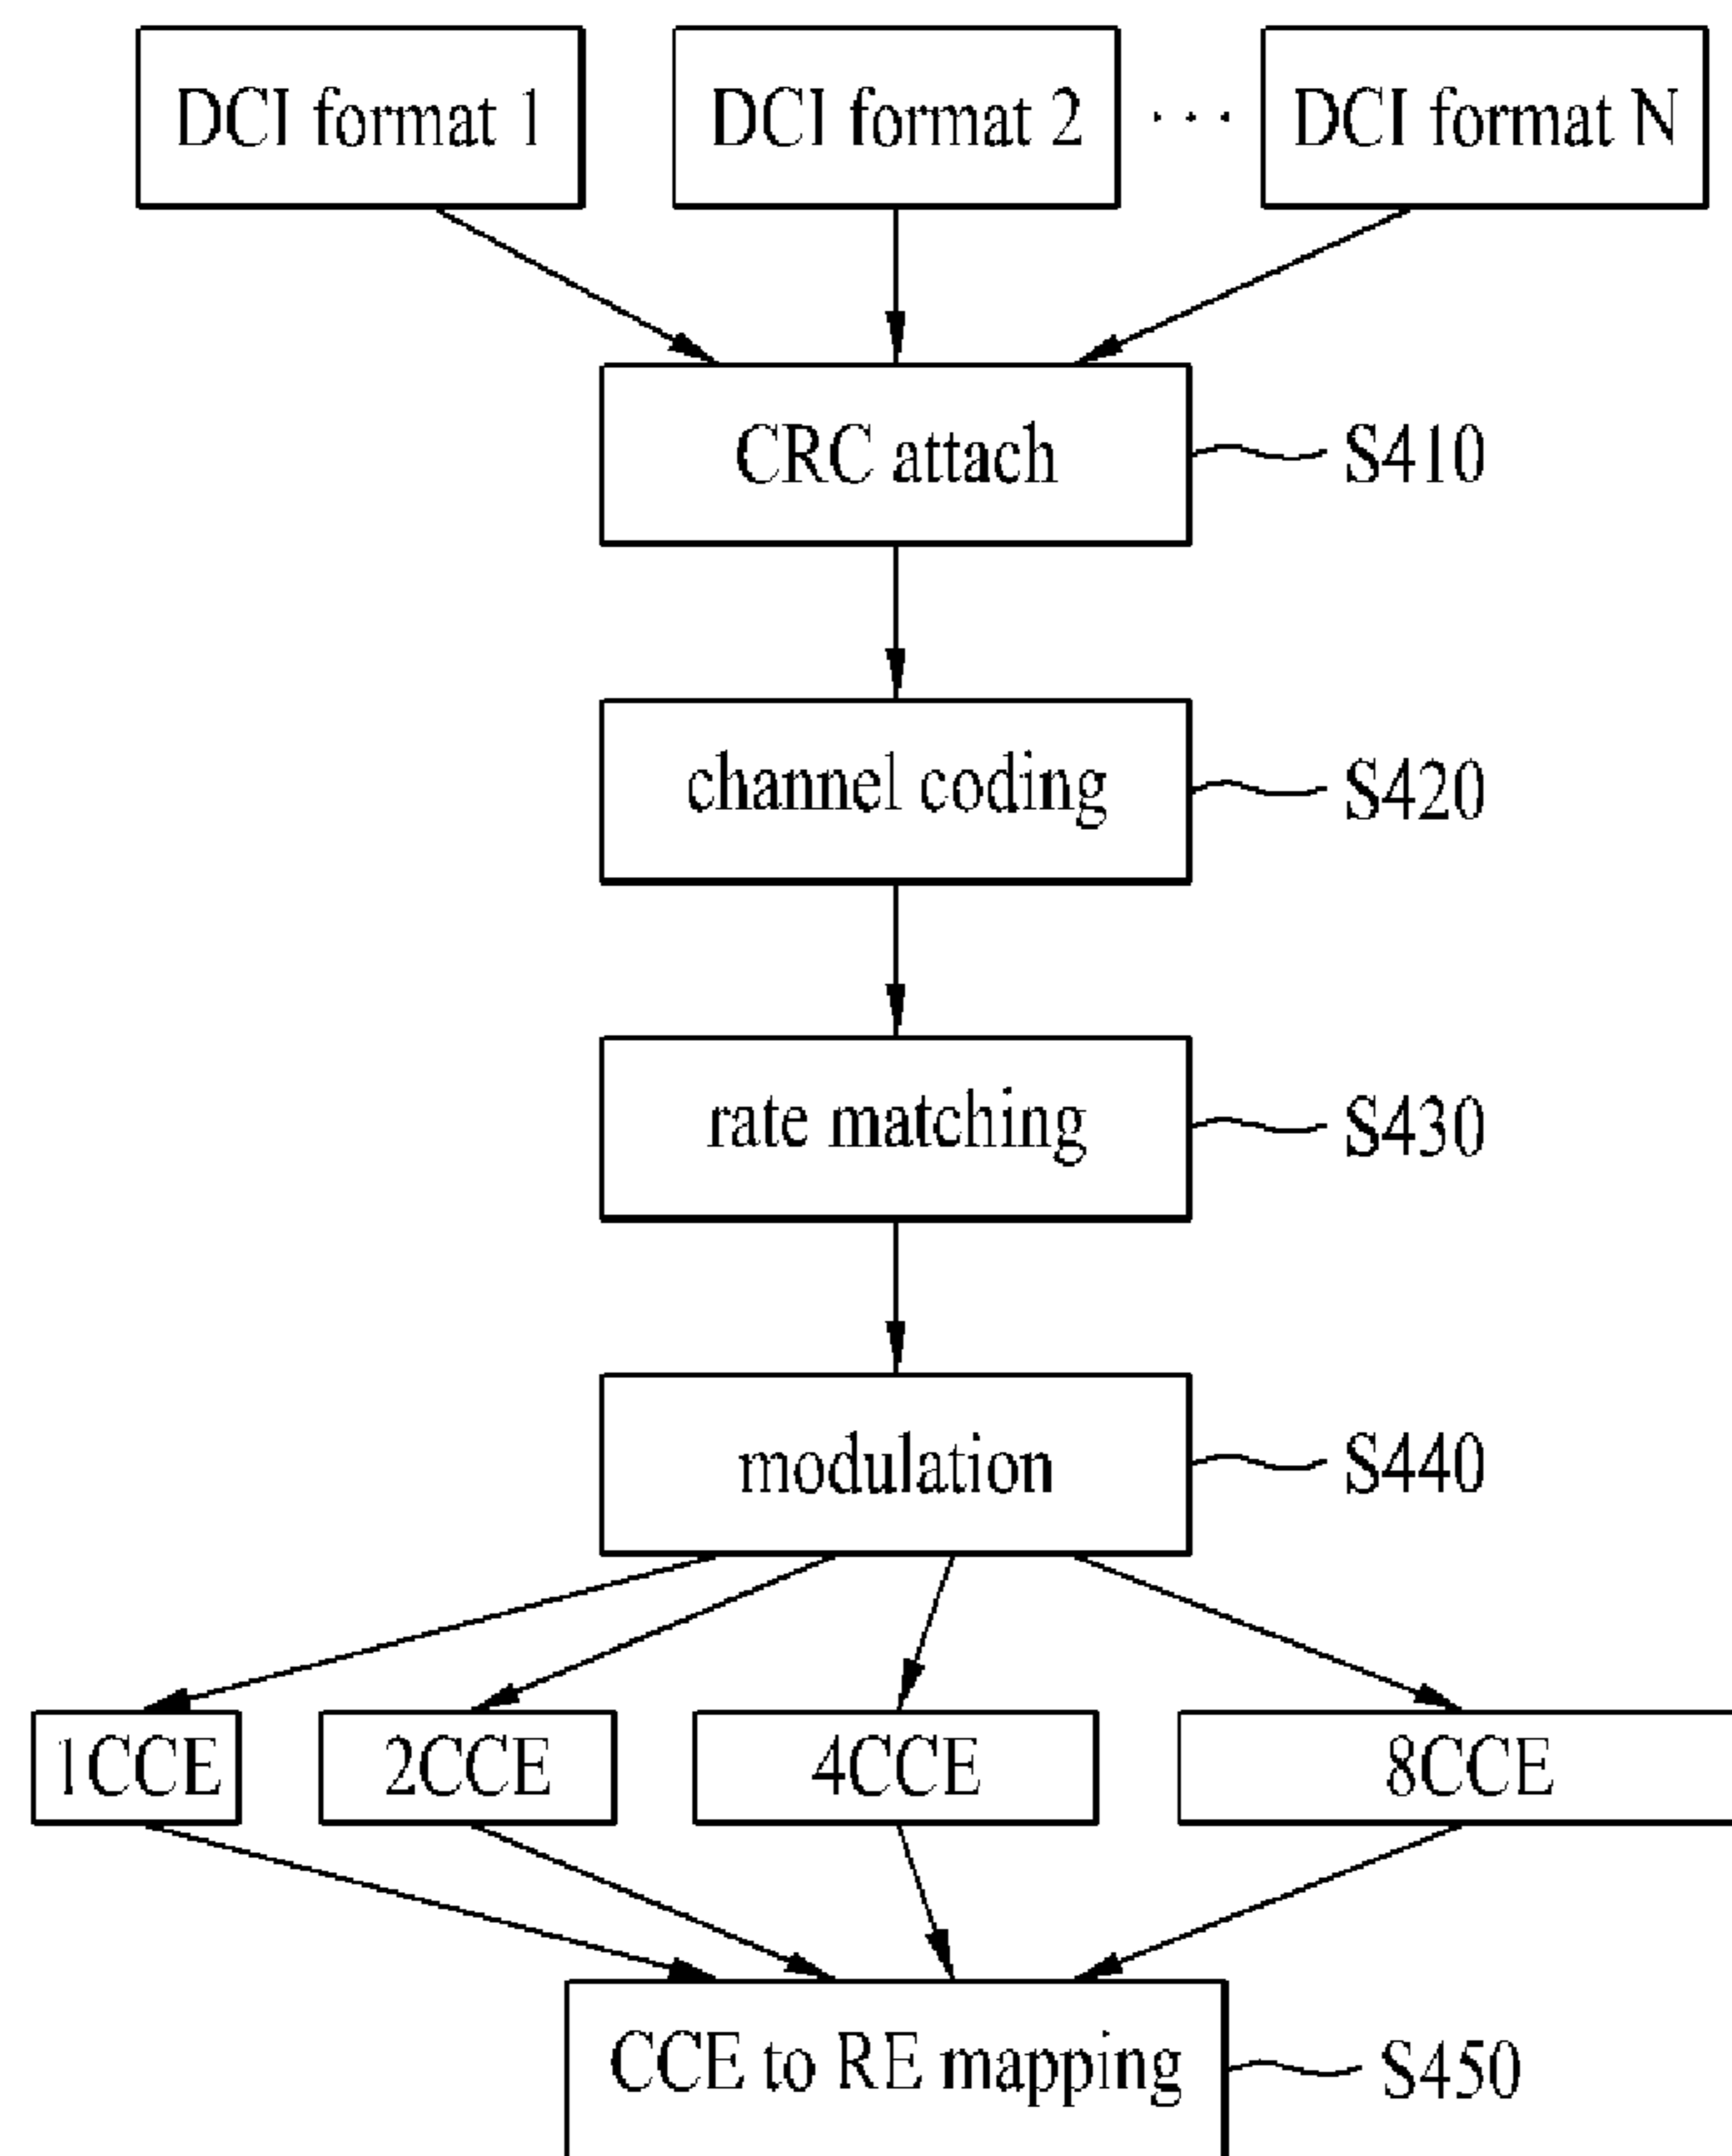 DCI format 1
DCI format 2
· · ·
DCI format N
CRC attach
S410
channel coding
S420
rate matching
S430
modulation
S440
1CCE
2CCE
4CCE
8CCE
CCE to RE mapping
S450